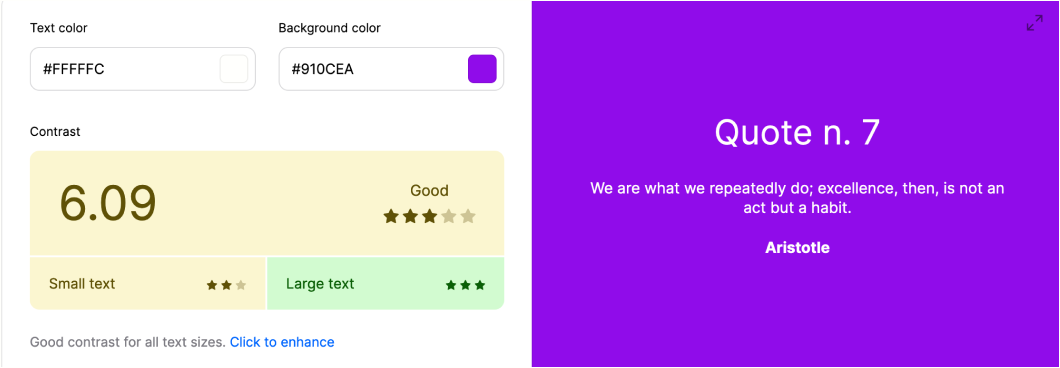 Text color
Background color
#FFFFFC
#910CEA
Contrast
6.09
Good
Small text
Large text
Good contrast for all text sizes. Click to enhance
Quote n. 7
We are what we repeatedly do; excellence, then, is not an
act but a habit.
Aristotle